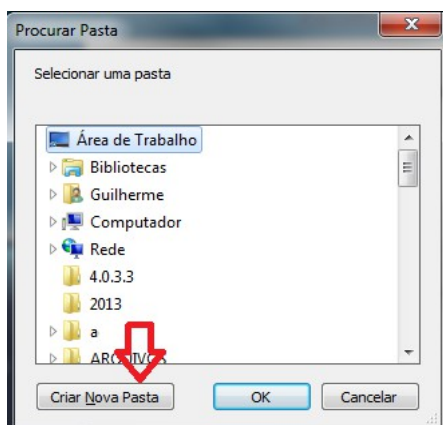 Procurar Pasta
Selecionar uma pasta
Área de Trabalho
Bibliotecas
Guilherme
Computador
Rede
4.0.3.3
2013
a
ARQUIVOS
Criar Nova Pasta
OK
Cancelar